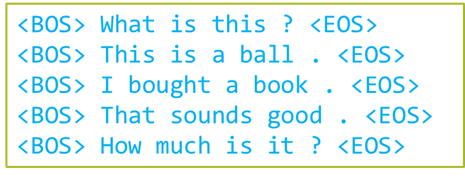 <BOS> What is this ? <EOS>
<BOS> This is a ball . <EOS>
<BOS> I bought a book . <EOS>
<BOS> That sounds good . <EOS>
<BOS> How much is it ? <EOS>